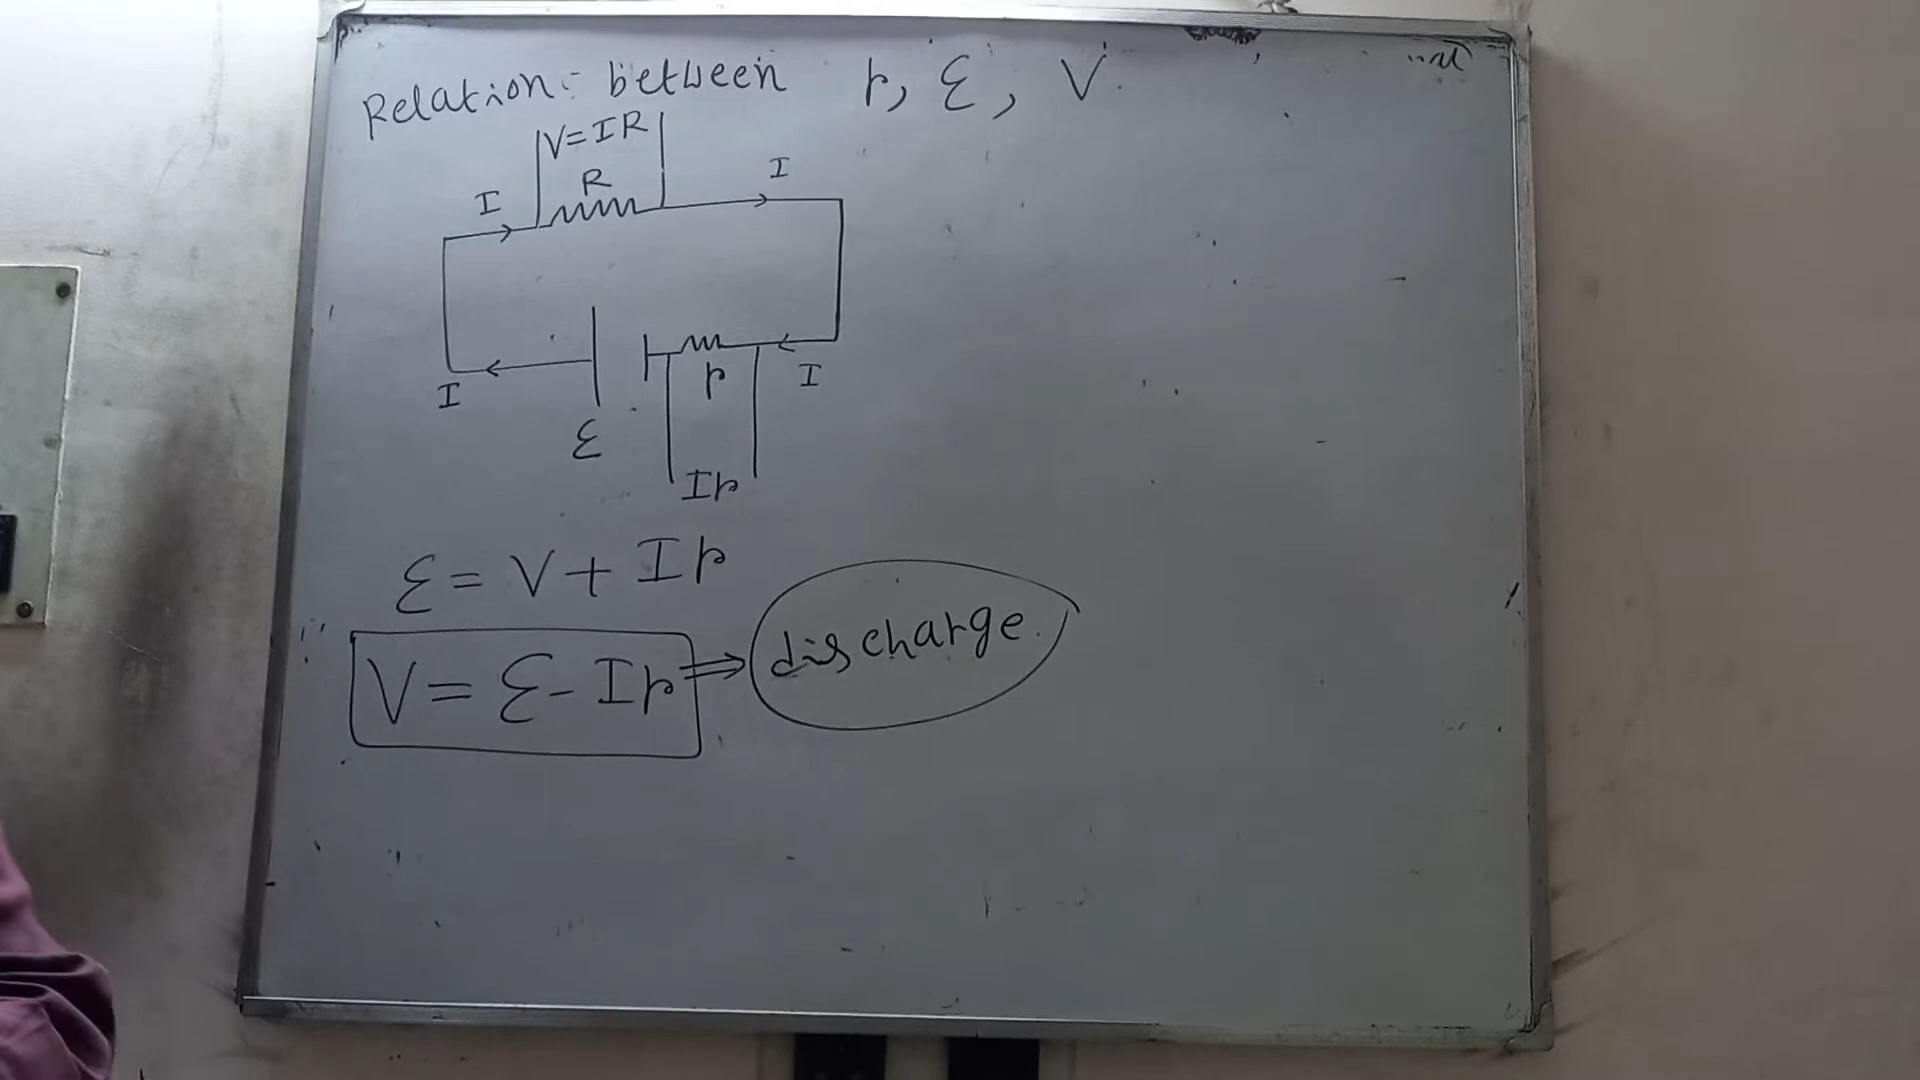 Relation:- between r, ε, V.
V=IR
R
I
I
I
I
r
ε
Ir
ε = V + Ir
V = ε - Ir ⇒ discharge.